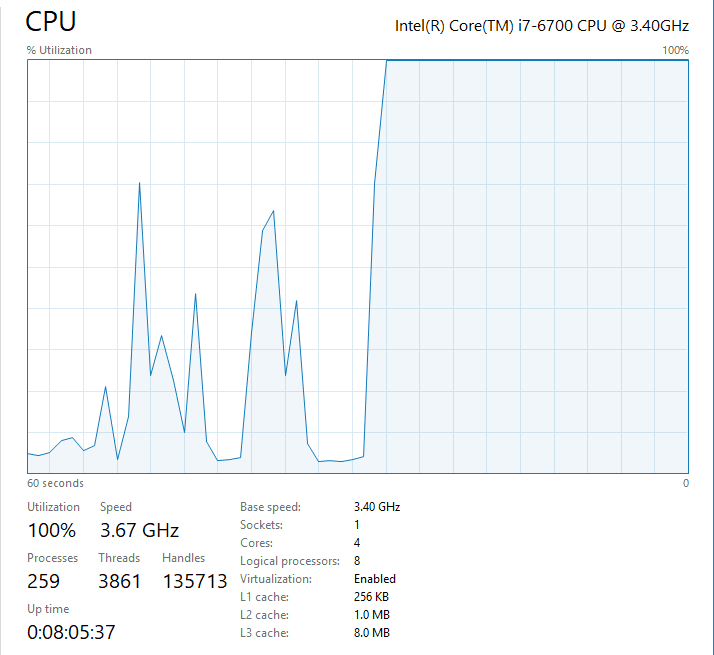 CPU
Intel(R) Core(TM) i7-6700 CPU @ 3.40GHz
% Utilization
100%
60 seconds
0
Utilization Speed
100% 3.67 GHz
Processes Threads Handles
259 3861 135713
Up time
0:08:05:37
Base speed: 3.40 GHz
Sockets: 1
Cores: 4
Logical processors: 8
Virtualization: Enabled
L1 cache: 256 KB
L2 cache: 1.0 MB
L3 cache: 8.0 MB